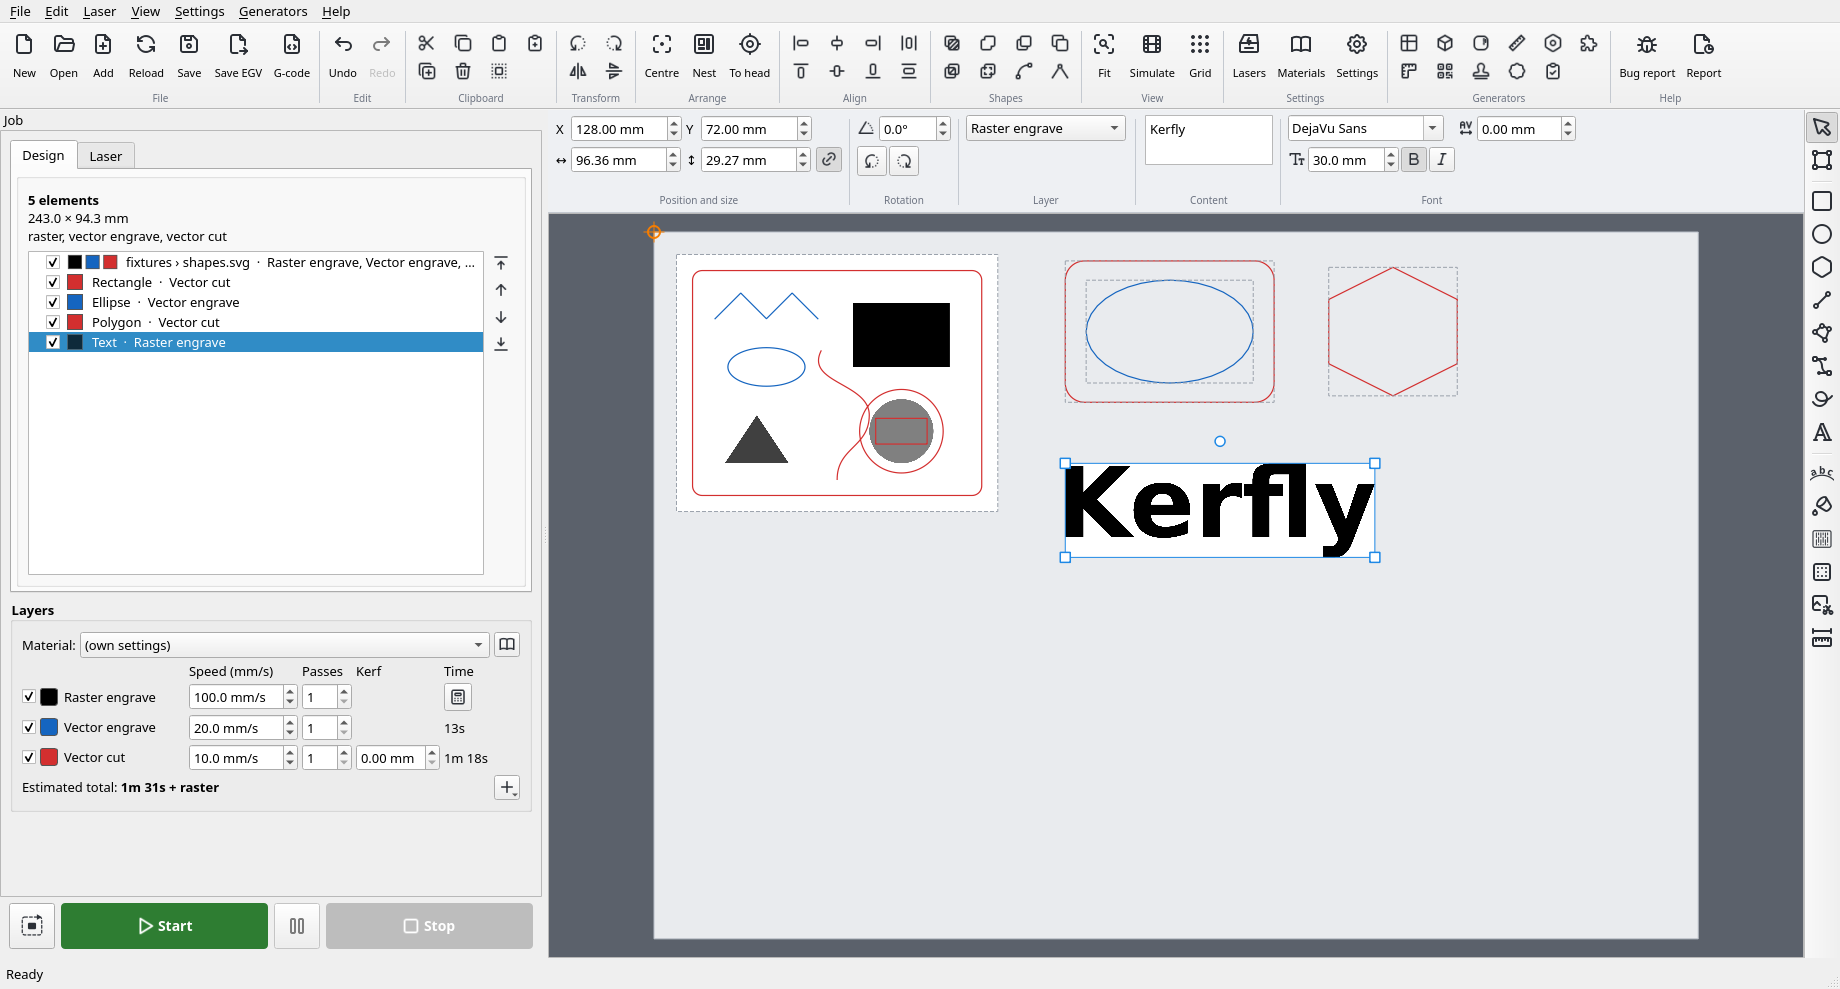 File Edit Laser View Settings Generators Help
New Open Add Reload Save Save EGV G-code Undo Redo Centre Nest To head Fit Simulate Grid Lasers Materials Settings Bug report Report
File Edit Clipboard Transform Arrange Align Shapes View Settings Generators Help
Job
Design Laser
5 elements
243.0 × 94.3 mm
raster, vector engrave, vector cut
fixtures › shapes.svg · Raster engrave, Vector engrave, ...
Rectangle · Vector cut
Ellipse · Vector engrave
Polygon · Vector cut
Text · Raster engrave
Layers
Material: (own settings)
Speed (mm/s) Passes Kerf Time
Raster engrave 100.0 mm/s 1
Vector engrave 20.0 mm/s 1 13s
Vector cut 10.0 mm/s 1 0.00 mm 1m 18s
Estimated total: 1m 31s + raster
Start Stop
Ready
X 128.00 mm Y 72.00 mm 0.0° Raster engrave Kerfly DejaVu Sans AV 0.00 mm
96.36 mm 29.27 mm Tт 30.0 mm B I
Position and size Rotation Layer Content Font
Kerfly
A
abc